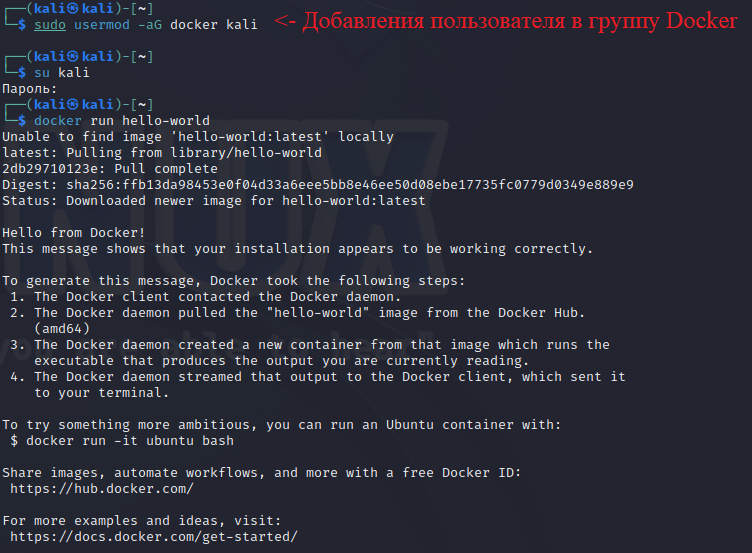 ┌──(kali㉿kali)-[~]
└─$ sudo usermod -aG docker kali <- Добавления пользователя в группу Docker
┌──(kali㉿kali)-[~]
└─$ su kali
Пароль:
┌──(kali㉿kali)-[~]
└─$ docker run hello-world
Unable to find image 'hello-world:latest' locally
latest: Pulling from library/hello-world
2db29710123e: Pull complete
Digest: sha256:ffb13da98453e0f04d33a6eee5bb8e46ee50d08ebe17735fc0779d0349e889e9
Status: Downloaded newer image for hello-world:latest
Hello from Docker!
This message shows that your installation appears to be working correctly.
To generate this message, Docker took the following steps:
1. The Docker client contacted the Docker daemon.
2. The Docker daemon pulled the "hello-world" image from the Docker Hub.
(amd64)
3. The Docker daemon created a new container from that image which runs the
executable that produces the output you are currently reading.
4. The Docker daemon streamed that output to the Docker client, which sent it
to your terminal.
To try something more ambitious, you can run an Ubuntu container with:
$ docker run -it ubuntu bash
Share images, automate workflows, and more with a free Docker ID:
https://hub.docker.com/
For more examples and ideas, visit:
https://docs.docker.com/get-started/